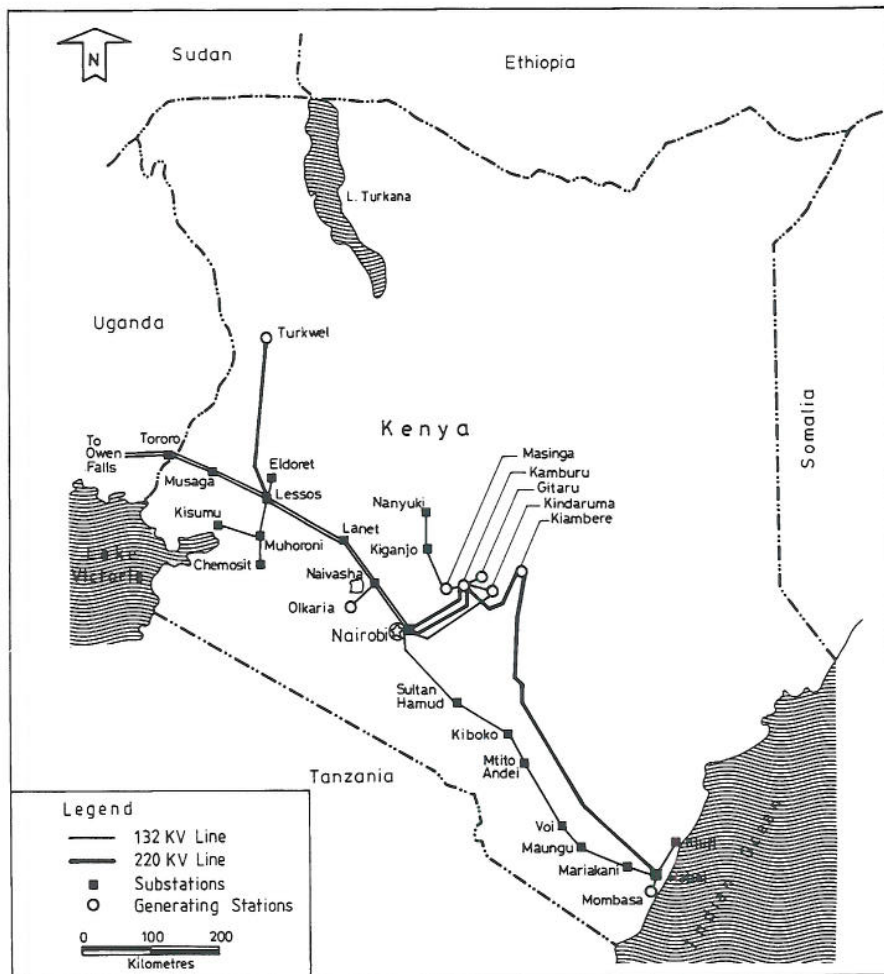 N
Sudan
Ethiopia
L. Turkana
Uganda
Turkwel
Kenya
Somalia
To
Owen
Falls
Tororo
Musaga
Eldoret
Lessos
Masinga
Kamburu
Gitaru
Kindaruma
Kiambere
Nanyuki
Kisumu
Lanet
Muhoroni
Kiganjo
Lake
Victoria
Chemosit
Naivasha
Olkaria
Nairobi
Sultan
Hamud
Kiboko
Mtito
Andei
Tanzania
Voi
Maungu
Mariakani
Mombasa
Indian Ocean
Legend
132 KV Line
220 KV Line
Substations
Generating Stations
0 100 200
Kilometres